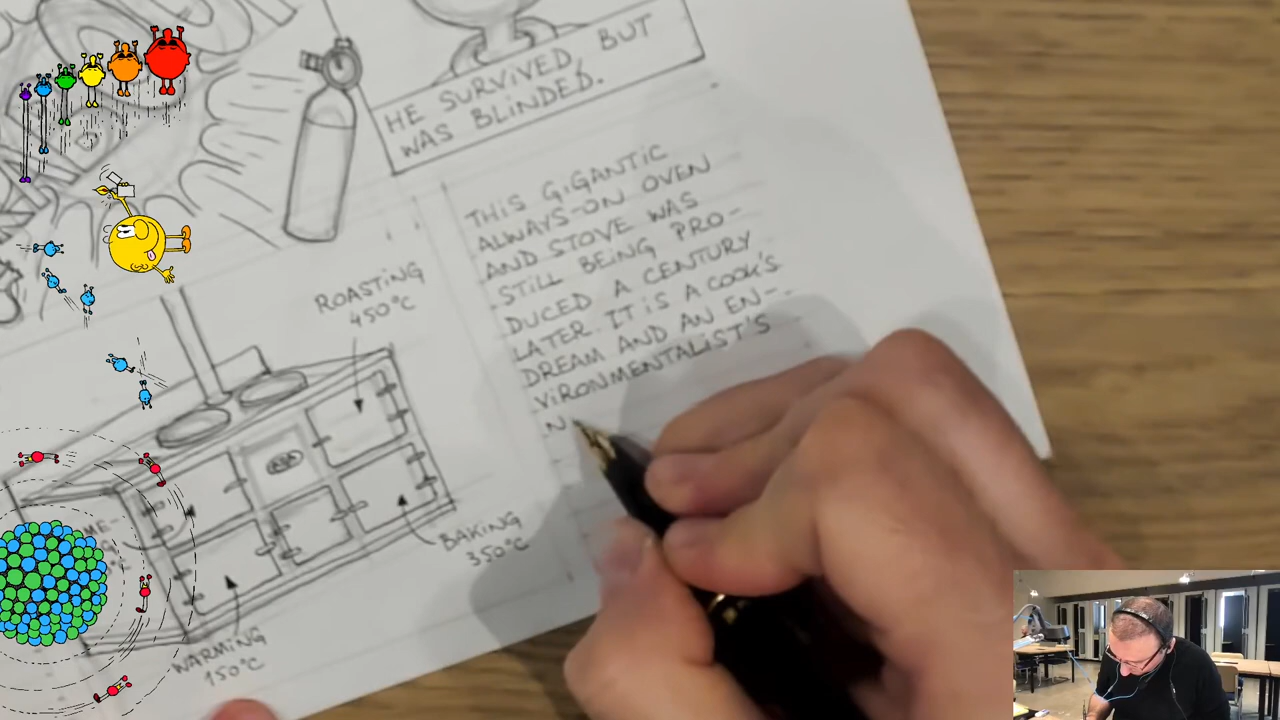 HE SURVIVED, BUT
WAS BLINDED.
THIS GIGANTIC
ALWAYS-ON OVEN
AND STOVE WAS
STILL BEING PRO-
DUCED A CENTURY
LATER. IT IS A COOK'S
DREAM AND AN EN-
VIRONMENTALIST'S
N
ROASTING
450°C
AGA
BAKING
350°C
WARMING
150°C